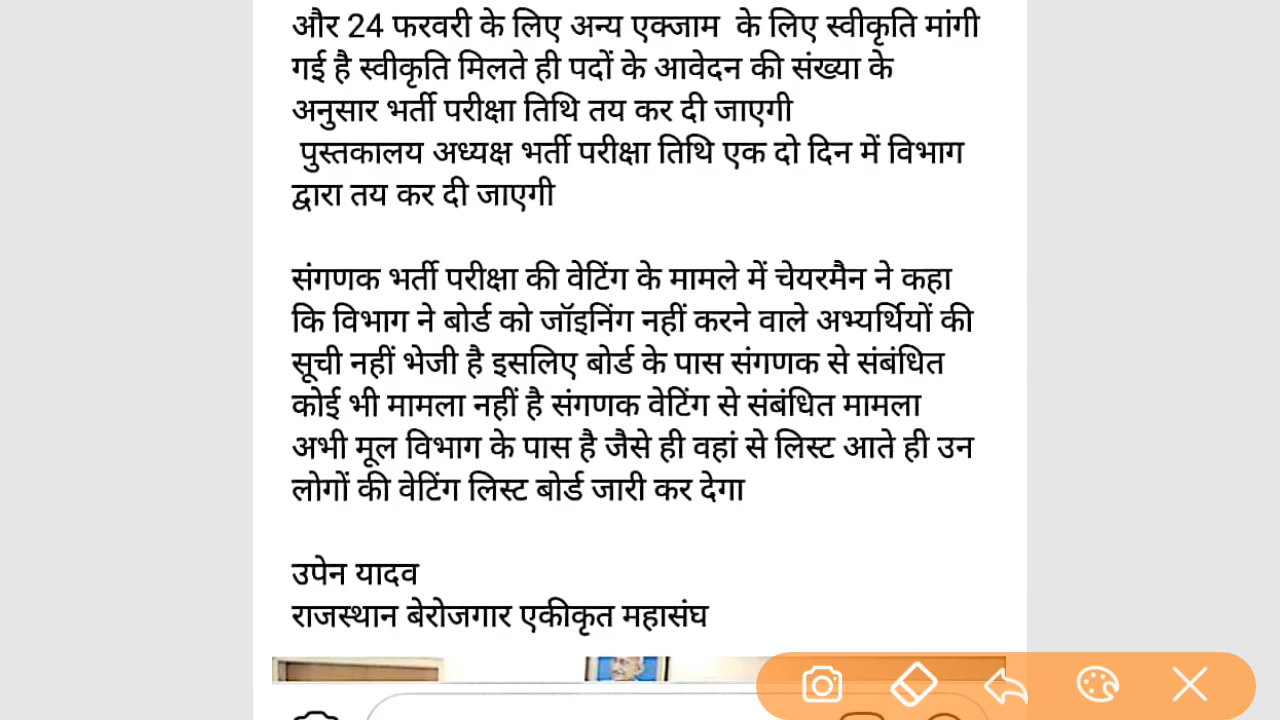 और 24 फरवरी के लिए अन्य एक्जाम के लिए स्वीकृति मांगी
गई है स्वीकृति मिलते ही पदों के आवेदन की संख्या के
अनुसार भर्ती परीक्षा तिथि तय कर दी जाएगी
पुस्तकालय अध्यक्ष भर्ती परीक्षा तिथि एक दो दिन में विभाग
द्वारा तय कर दी जाएगी
संगणक भर्ती परीक्षा की वेटिंग के मामले में चेयरमैन ने कहा
कि विभाग ने बोर्ड को जॉइनिंग नहीं करने वाले अभ्यर्थियों की
सूची नहीं भेजी है इसलिए बोर्ड के पास संगणक से संबंधित
कोई भी मामला नहीं है संगणक वेटिंग से संबंधित मामला
अभी मूल विभाग के पास है जैसे ही वहां से लिस्ट आते ही उन
लोगों की वेटिंग लिस्ट बोर्ड जारी कर देगा
उपेन यादव
राजस्थान बेरोजगार एकीकृत महासंघ